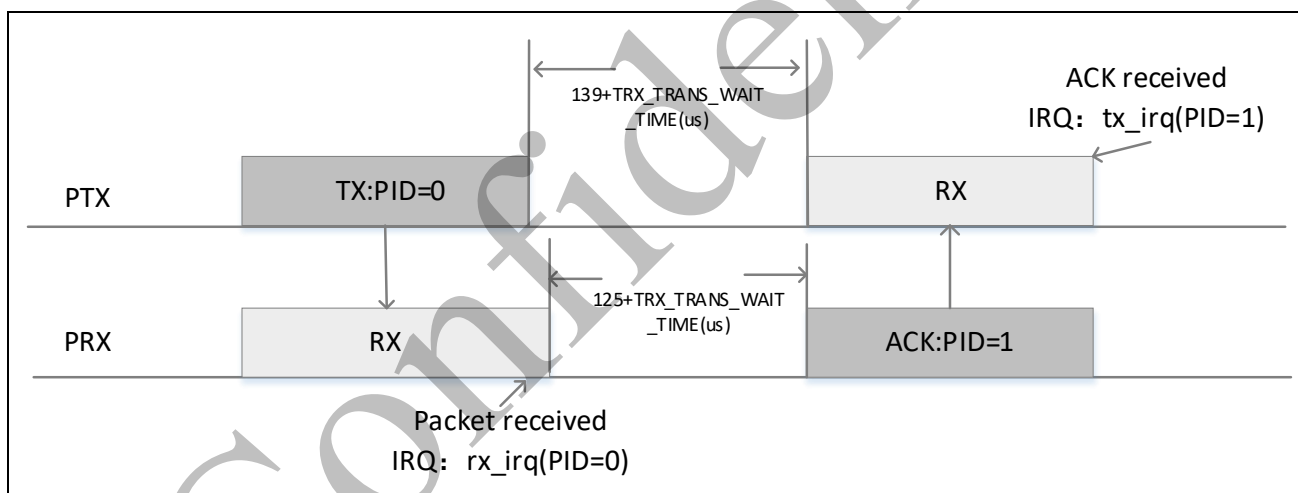 139+TRX_TRANS_WAIT
_TIME(us)
ACK received
IRQ：tx_irq(PID=1)
PTX
TX:PID=0
RX
125+TRX_TRANS_WAIT
_TIME(us)
PRX
RX
ACK:PID=1
Packet received
IRQ：rx_irq(PID=0)
Confiden